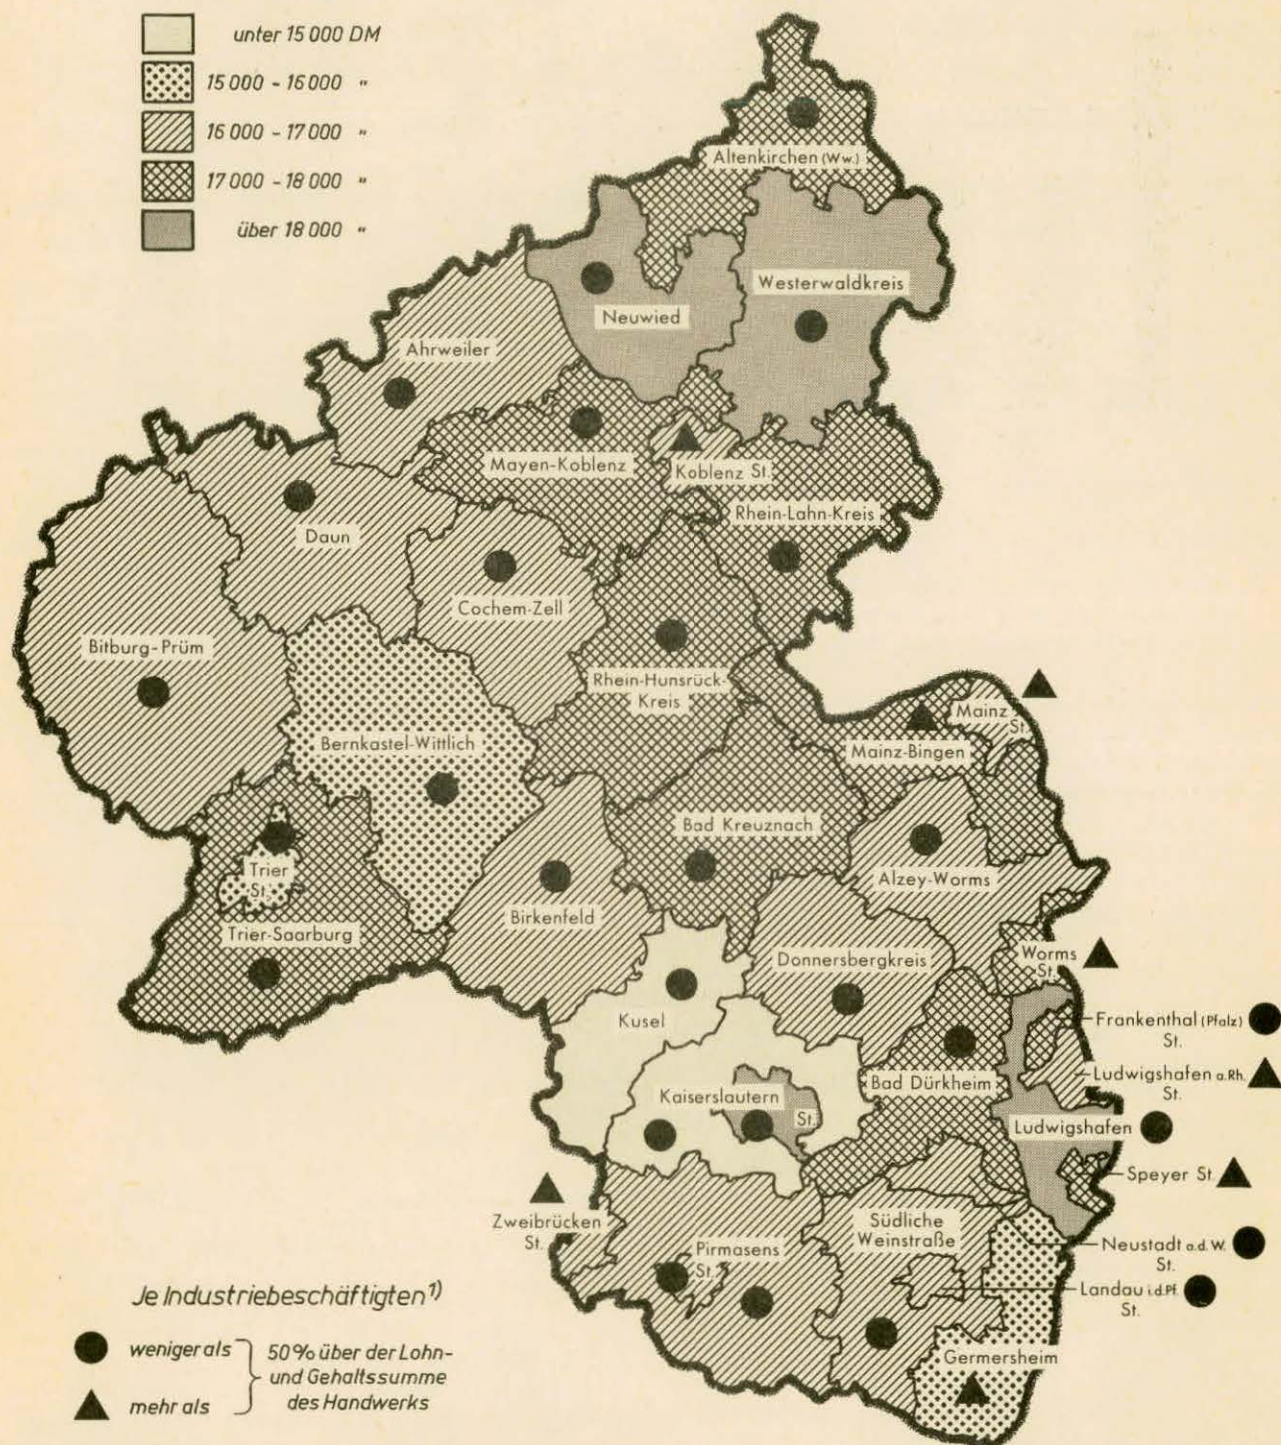 unter 15 000 DM
15 000 - 16 000 "
16 000 - 17 000 "
17 000 - 18 000 "
über 18 000 "
Altenkirchen (Ww.)
Westerwaldkreis
Neuwied
Ahrweiler
Mayen-Koblenz
Koblenz St.
Rhein-Lahn-Kreis
Daun
Cochem-Zell
Bitburg-Prüm
Rhein-Hunsrück-
Kreis
Mainz
St.
Bernkastel-Wittlich
Mainz-Bingen
Bad Kreuznach
Trier
St.
Alzey-Worms
Birkenfeld
Trier-Saarburg
Donnersbergkreis
Worms
St.
Kusel
Frankenthal (Pfalz)
St.
Ludwigshafen a.Rh.
St.
Bad Dürkheim
Kaiserslautern
St.
Ludwigshafen
Speyer St.
Zweibrücken
St.
Südliche
Weinstraße
Neustadt a.d.W.
St.
Pirmasens
St.
Landau i.d.Pf.
St.
Germersheim
Je Industriebeschäftigten¹⁾
weniger als
mehr als
50% über der Lohn-
und Gehaltssumme
des Handwerks